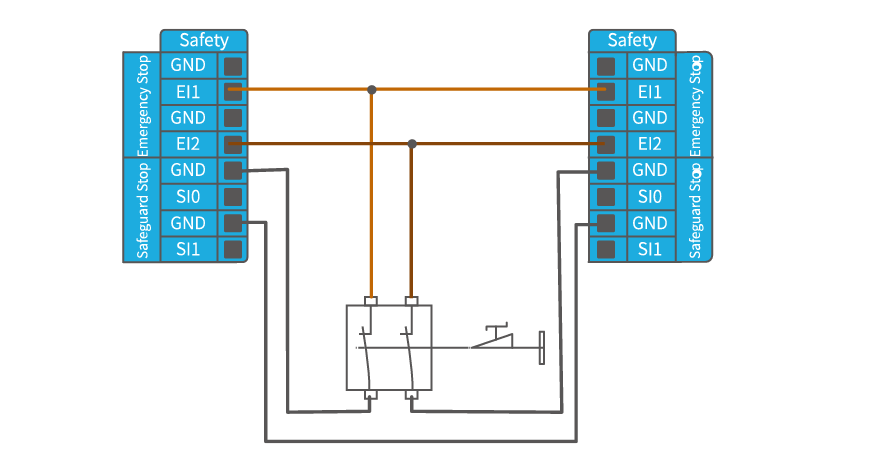 Safety
Emergency Stop
GND
EI1
GND
EI2
Safeguard Stop
GND
SI0
GND
SI1
Safety
GND
EI1
GND
EI2
Emergency Stop
GND
SI0
GND
SI1
Safeguard Stop